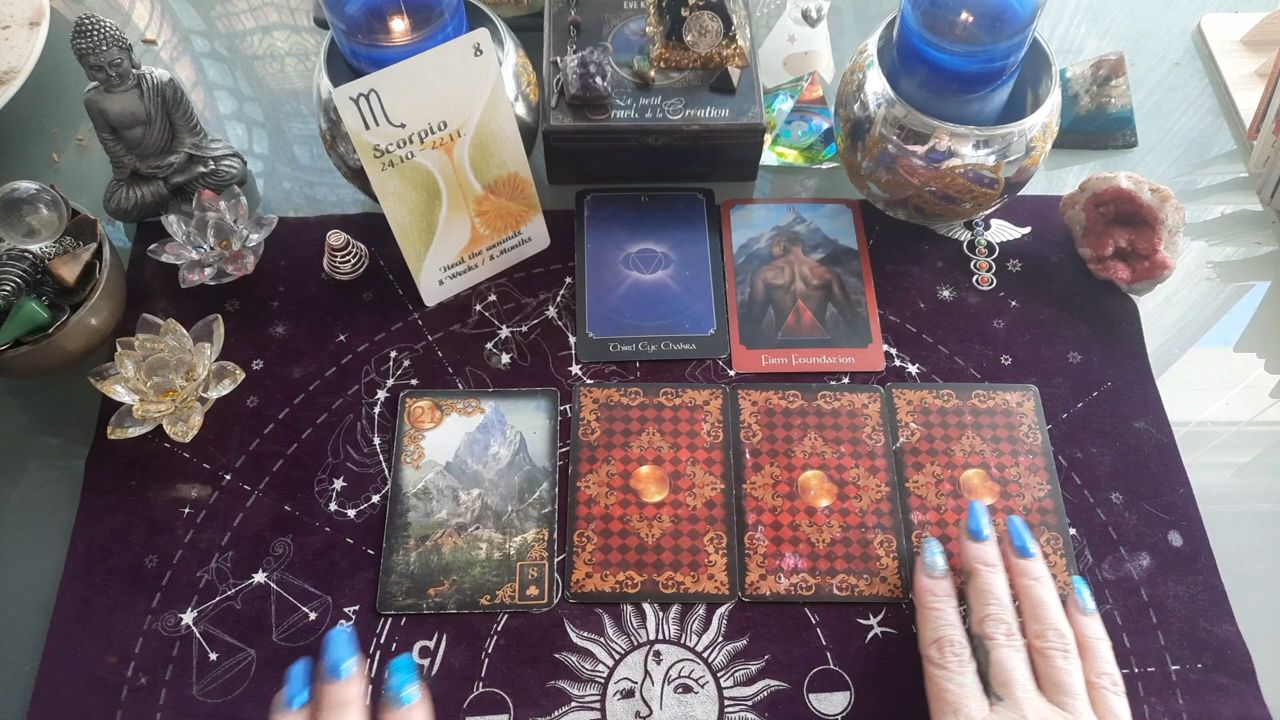 EVE
Le petit
Oracle de la Création
8
♏
Scorpio
24.10. - 22.11.
Heal the wounds
8 Weeks / 8 Months
6
Third Eye Chakra
Firm Foundation
21
8